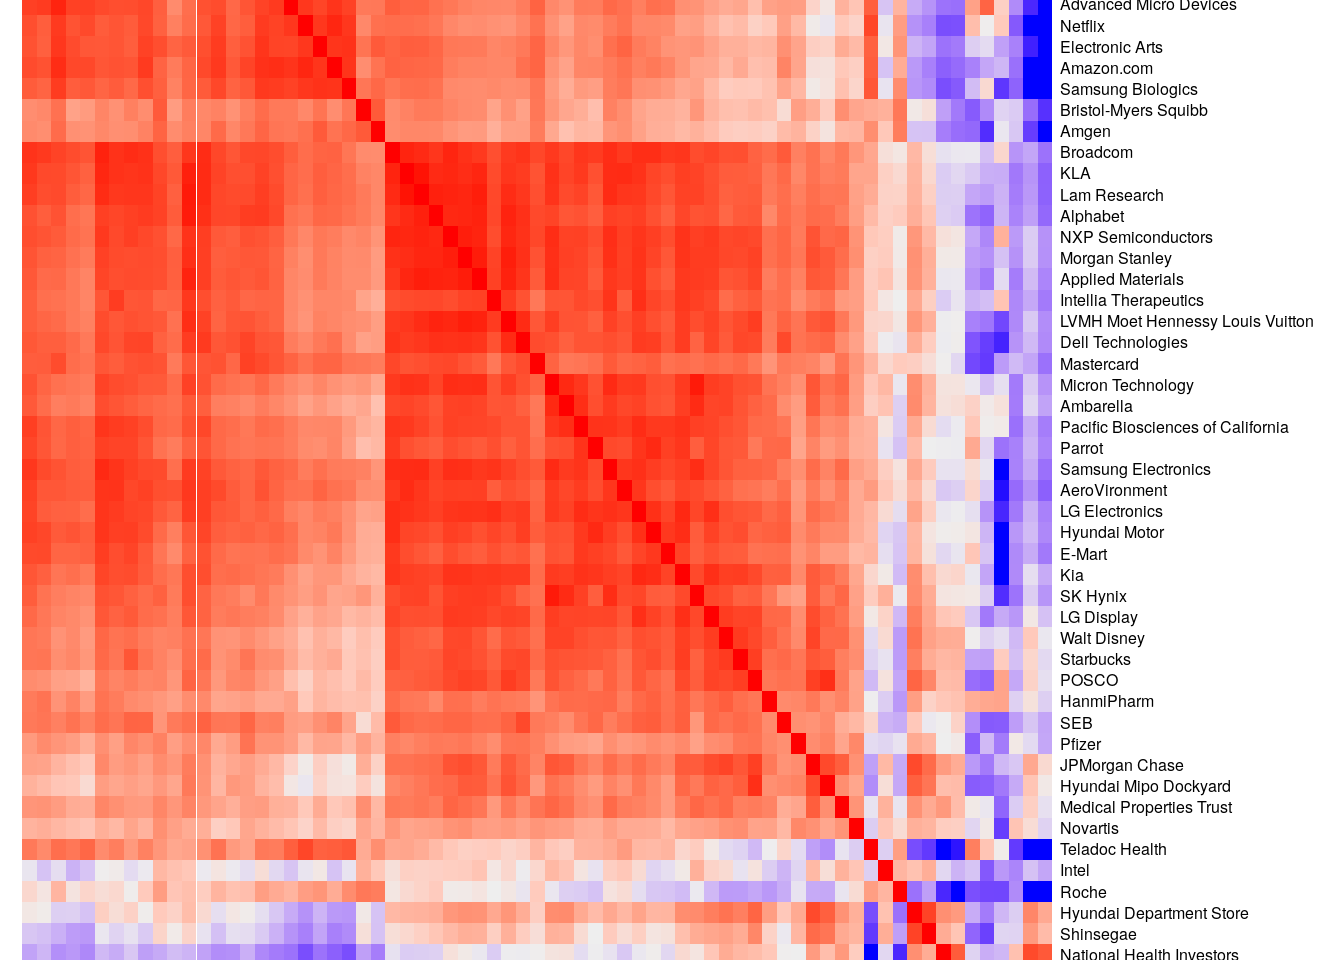 Advanced Micro Devices
Netflix
Electronic Arts
Amazon.com
Samsung Biologics
Bristol-Myers Squibb
Amgen
Broadcom
KLA
Lam Research
Alphabet
NXP Semiconductors
Morgan Stanley
Applied Materials
Intellia Therapeutics
LVMH Moet Hennessy Louis Vuitton
Dell Technologies
Mastercard
Micron Technology
Ambarella
Pacific Biosciences of California
Parrot
Samsung Electronics
AeroVironment
LG Electronics
Hyundai Motor
E-Mart
Kia
SK Hynix
LG Display
Walt Disney
Starbucks
POSCO
HanmiPharm
SEB
Pfizer
JPMorgan Chase
Hyundai Mipo Dockyard
Medical Properties Trust
Novartis
Teladoc Health
Intel
Roche
Hyundai Department Store
Shinsegae
National Health Investors